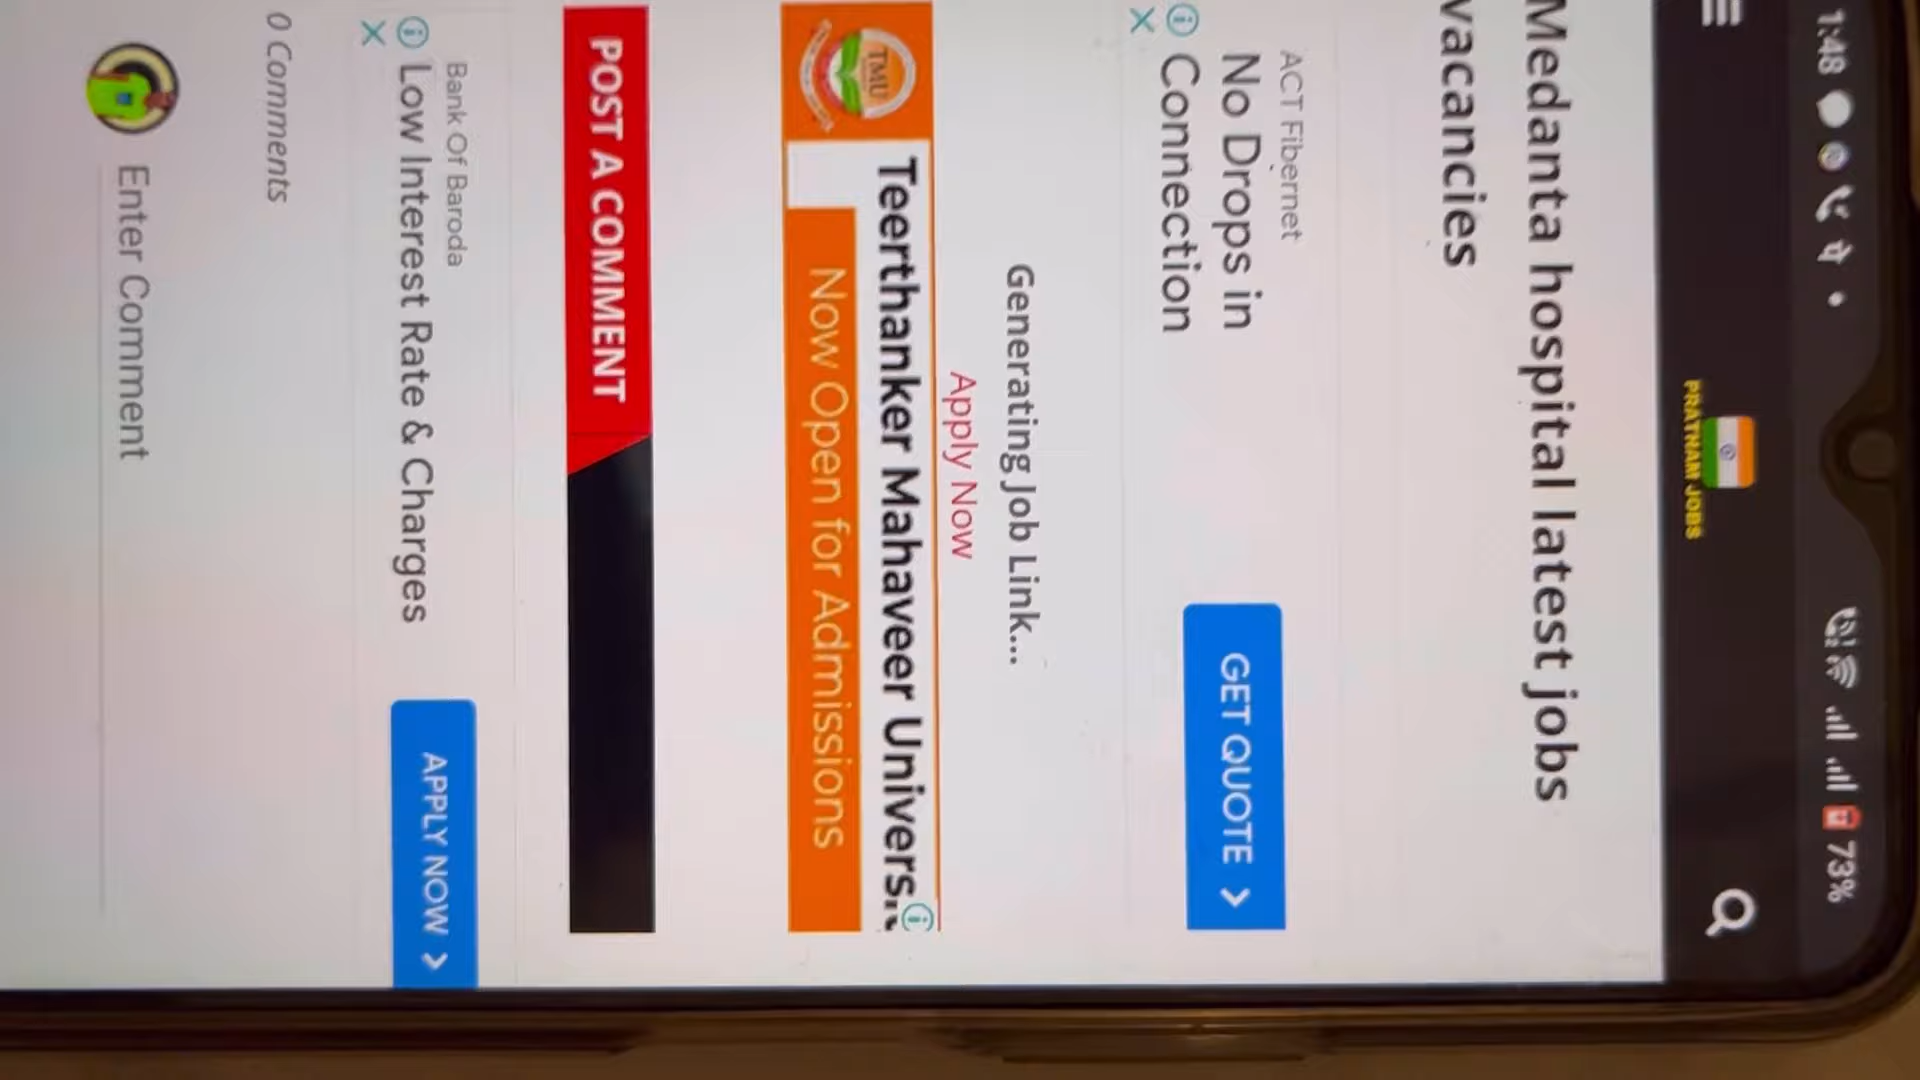 1:48
73%
PRATHAM JOBS
Medanta hospital latest jobs
vacancies
ACT Fibernet
No Drops in
Connection
GET QUOTE
Generating Job Link...
Apply Now
TMU
Teerthanker Mahaveer
Now Open for Admissions
POST A COMMENT
Bank Of Baroda
Low Interest Rate & Charges
APPLY NOW
0 Comments
Enter Comment